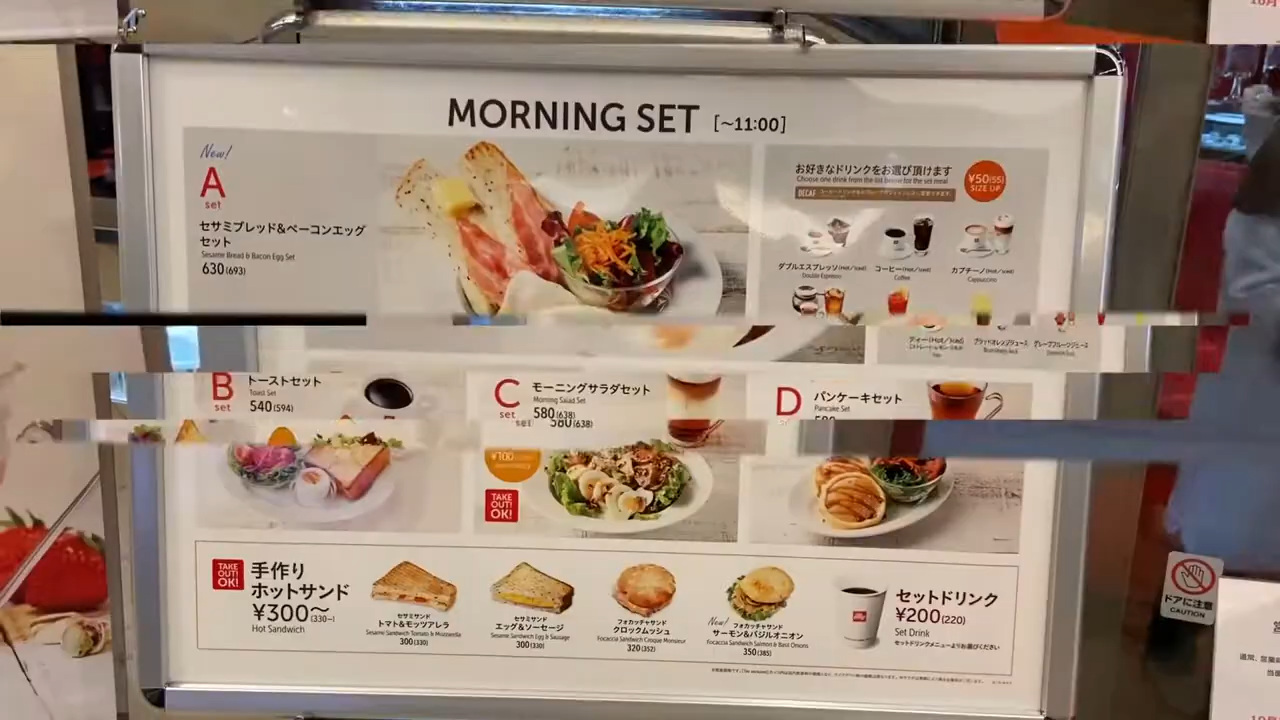 MORNING SET [~11:00]
New!
A
set
セサミブレッド&ベーコンエッグ
セット
Sesame Bread & Bacon Egg Set
630(693)
お好きなドリンクをお選び頂けます
Choose one drink from the list below for the set meal
DECAF
¥50(55)
SIZE UP
ダブルエスプレッソ(Hot/Iced)
Double Espresso
コーヒー(Hot/Iced)
Coffee
カプチーノ(Hot/Iced)
Cappuccino
ティー(Hot/Iced)
B
set
トーストセット
Toast Set
540(594)
C
set
モーニングサラダセット
Morning Salad Set
580(638)
580(638)
D
パンケーキセット
Pancake Set
TAKE
OUT!
OK!
TAKE
OUT!
OK!
手作り
ホットサンド
¥300~(330~)
Hot Sandwich
セサミサンド
トマト&モッツアレラ
Sesame Sandwich Tomato & Mozzarella
300(330)
セサミサンド
エッグ&ソーセージ
Sesame Sandwich Egg & Sausage
300(330)
フォカッチャサンド
クロックムッシュ
Focaccia Sandwich Croque Monsieur
320(352)
New!
フォカッチャサンド
サーモン&バジルオニオン
Focaccia Sandwich Salmon & Basil Onions
350(385)
illy
セットドリンク
¥200(220)
Set Drink
セットドリンクメニューよりお選びください
ドアに注意
CAUTION